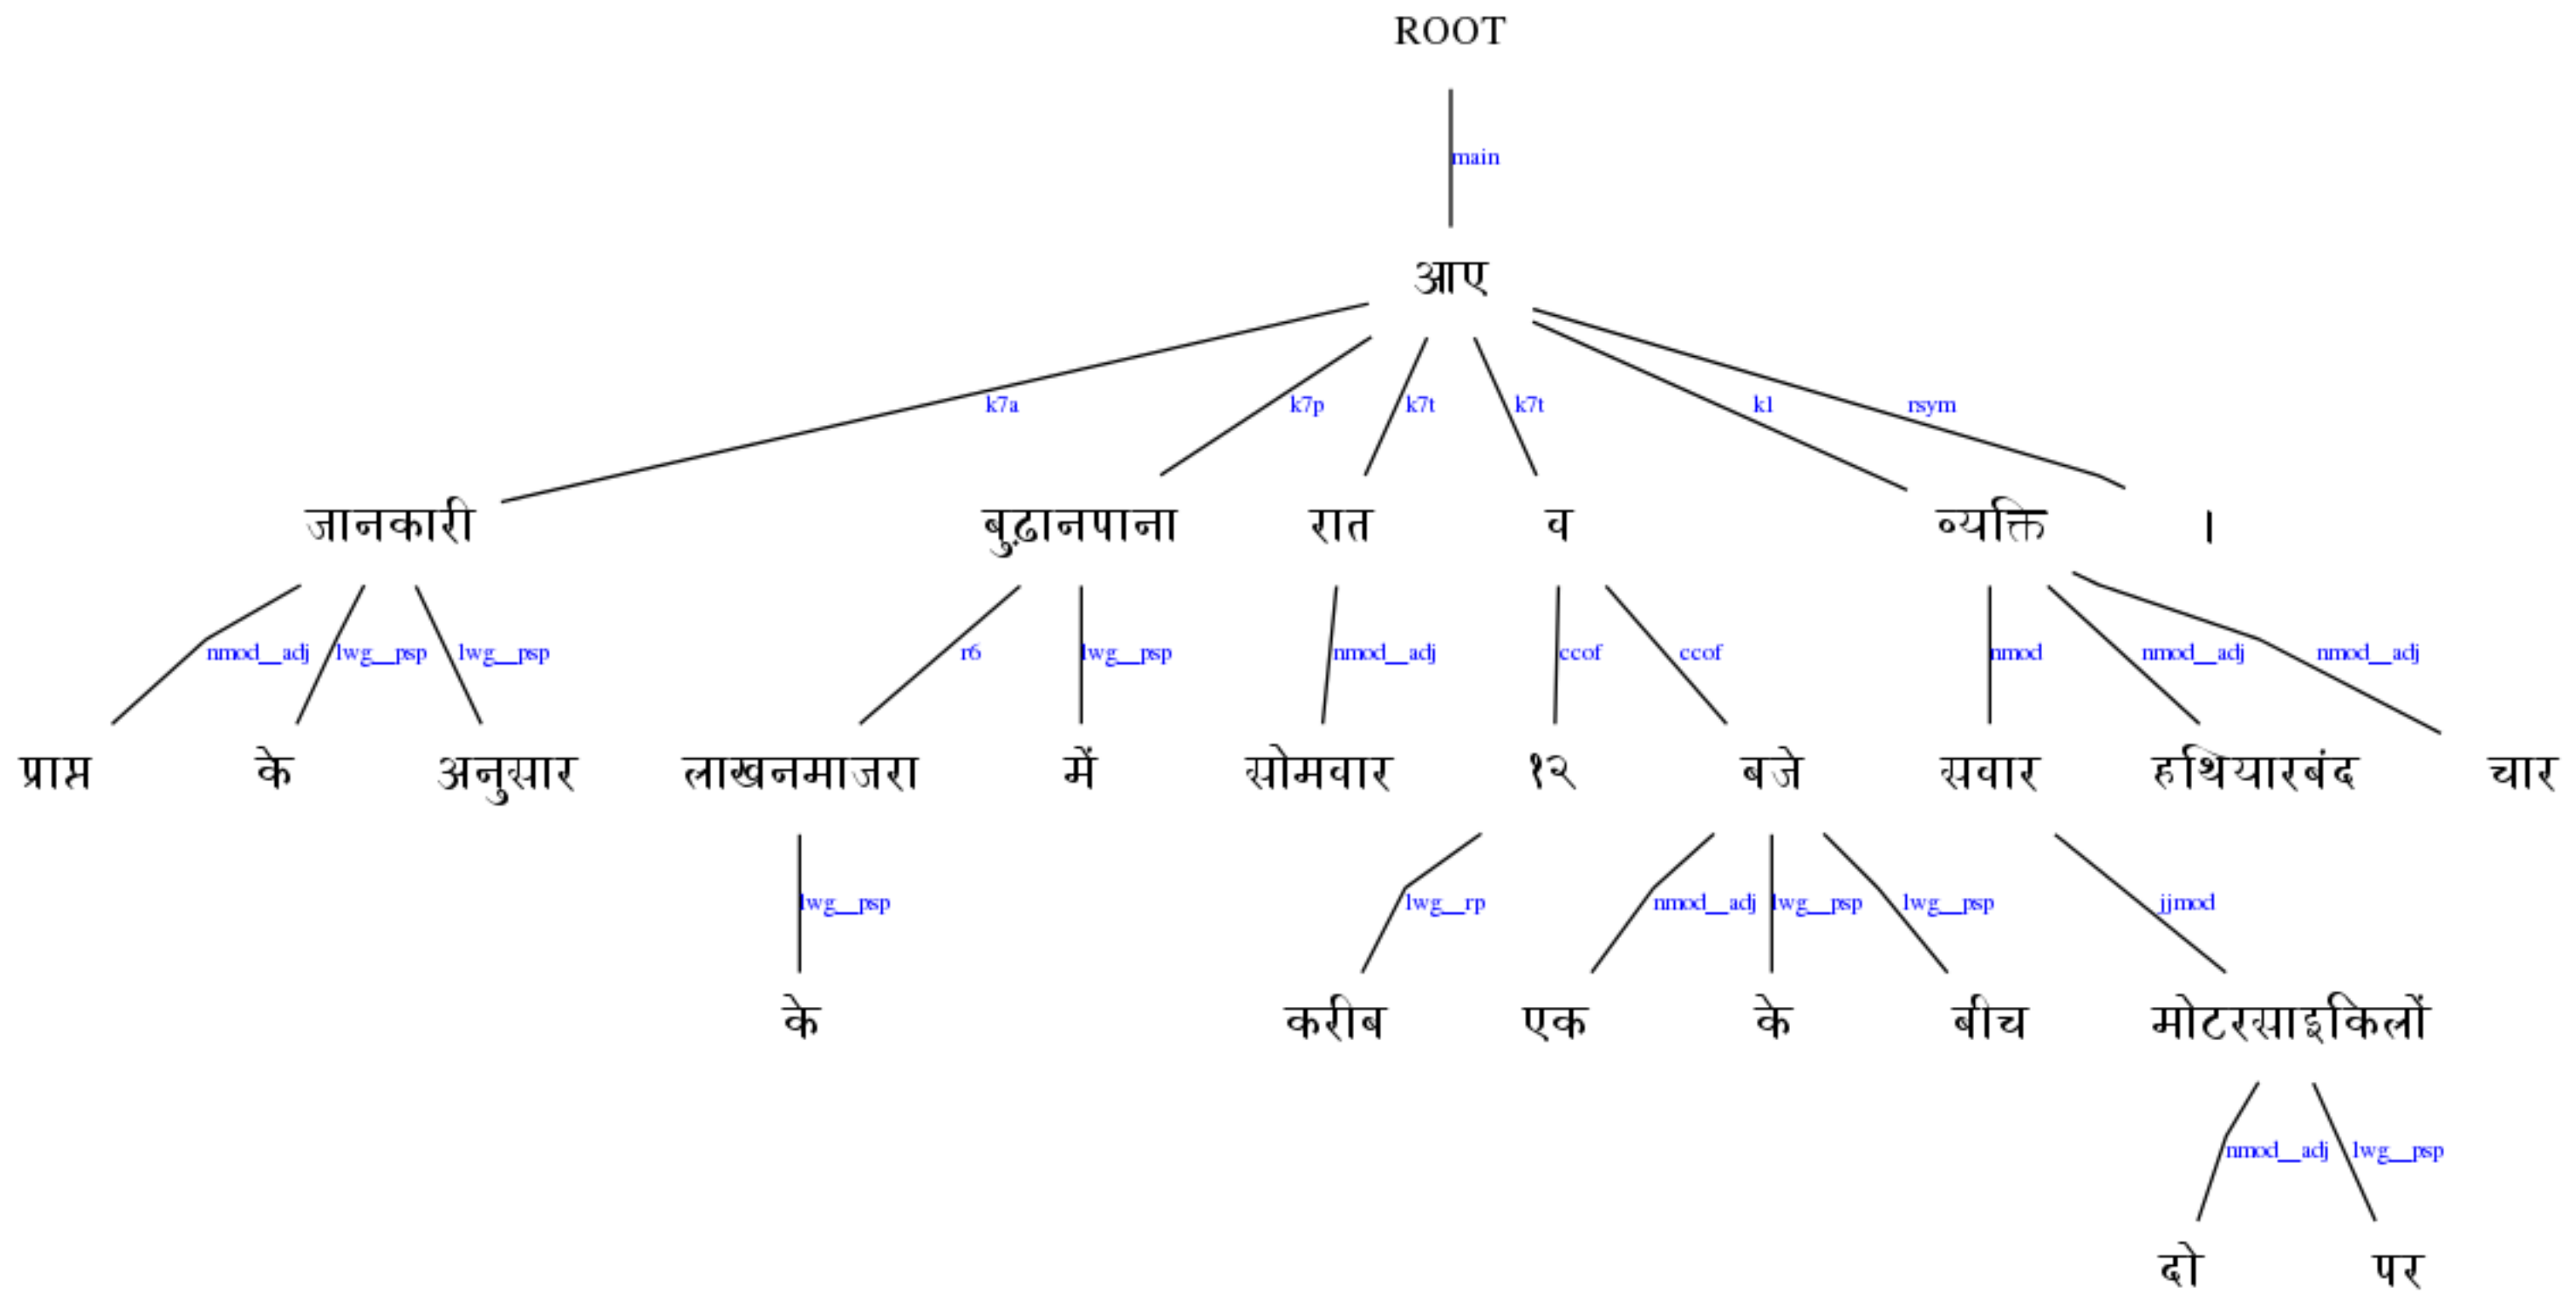 ROOT
main
आए
k7a k7p k7t k7t k1 rsym
जानकारी बुढ़ानपाना रात व व्यक्ति ।
nmod__adj lwg__psp lwg__psp r6 lwg__psp nmod__adj ccof ccof nmod nmod__adj nmod__adj
प्राप्त के अनुसार लाखनमाजरा में सोमवार १२ बजे सवार हथियारबंद चार
lwg__psp lwg__rp nmod__adj lwg__psp lwg__psp jjmod
के करीब एक के बीच मोटरसाइकिलों
nmod__adj lwg__psp
दो पर